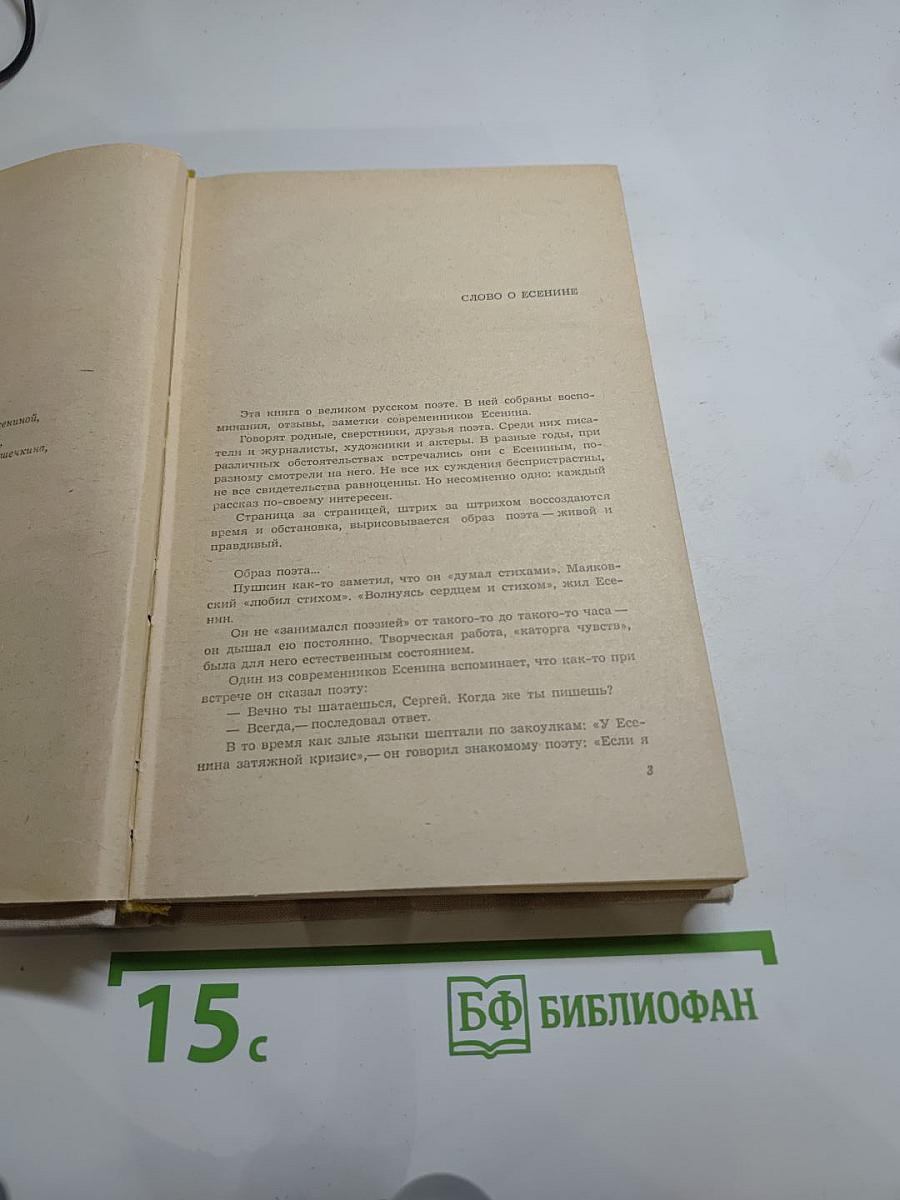 сениной,
шечкина,
СЛОВО О ЕСЕНИНЕ
Эта книга о великом русском поэте. В ней собраны воспо-
минания, отзывы, заметки современников Есенина.
Говорят родные, сверстники, друзья поэта. Среди них писа-
тели и журналисты, художники и актеры. В разные годы, при
различных обстоятельствах встречались они с Есениным, по-
разному смотрели на него. Не все их суждения беспристрастны,
не все свидетельства равноценны. Но несомненно одно: каждый
рассказ по-своему интересен.
Страница за страницей, штрих за штрихом воссоздаются
время и обстановка, вырисовывается образ поэта — живой и
правдивый.
Образ поэта...
Пушкин как-то заметил, что он «думал стихами». Маяков-
ский «любил стихом». «Волнуясь сердцем и стихом», жил Есе-
нин.
Он не «занимался поэзией» от такого-то до такого-то часа —
он дышал ею постоянно. Творческая работа, «каторга чувств»,
была для него естественным состоянием.
Один из современников Есенина вспоминает, что как-то при
встрече он сказал поэту:
— Вечно ты шатаешься, Сергей. Когда же ты пишешь?
— Всегда,— последовал ответ.
В то время как злые языки шептали по закоулкам: «У Есе-
нина затяжной кризис»,— он говорил знакомому поэту: «Если я
3
15 с
БФ БИБЛИОФАН